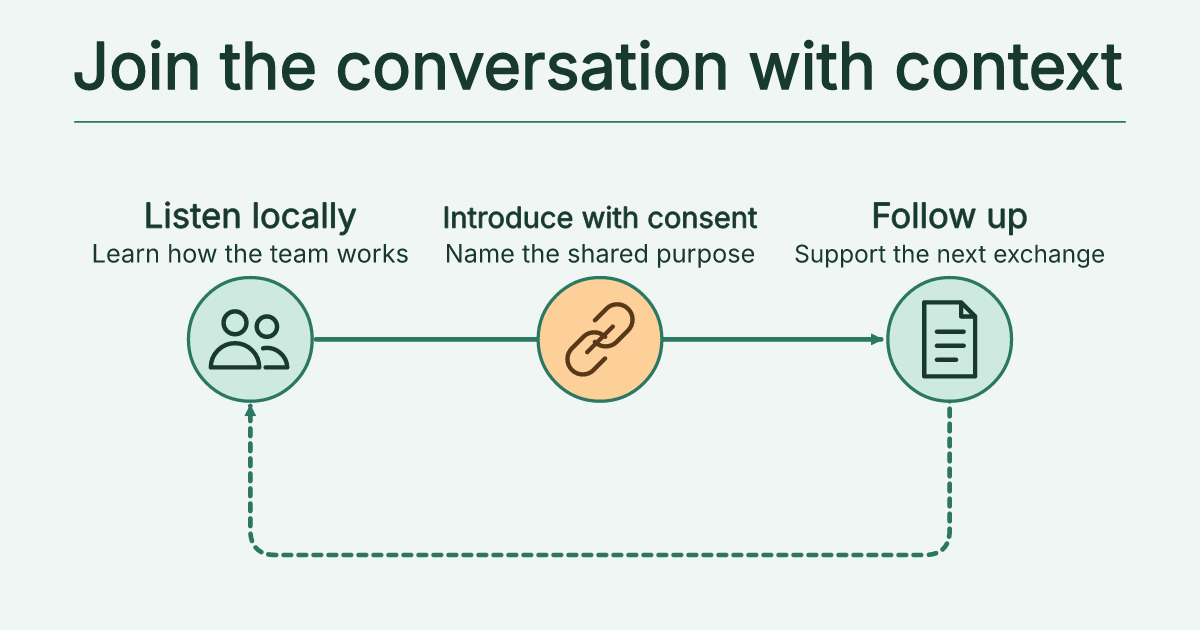 Join the conversation with context
Listen locally
Learn how the team works
Introduce with consent
Name the shared purpose
Follow up
Support the next exchange